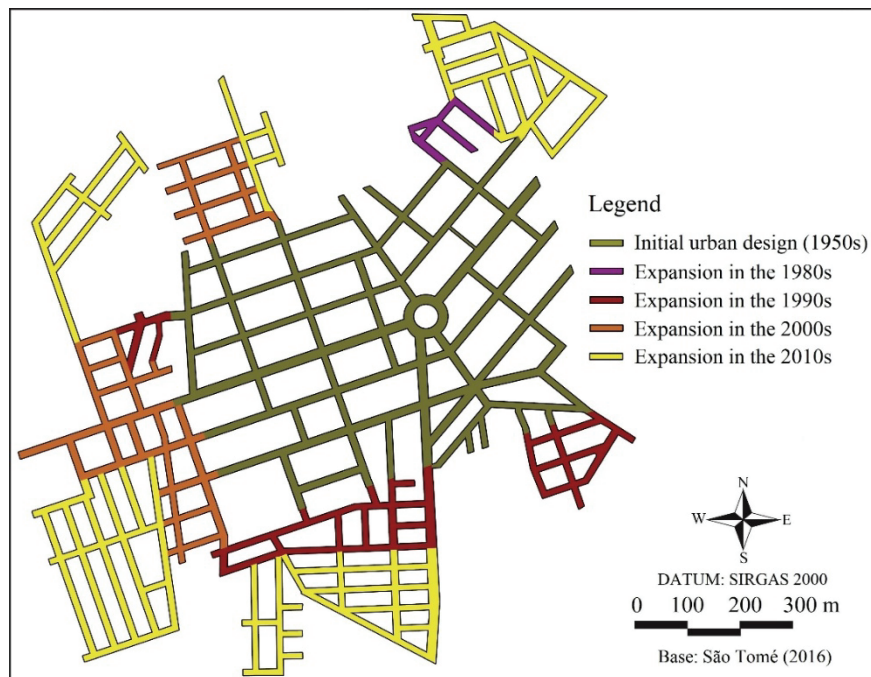 Legend
Initial urban design (1950s)
Expansion in the 1980s
Expansion in the 1990s
Expansion in the 2000s
Expansion in the 2010s
N
W E
S
DATUM: SIRGAS 2000
0 100 200 300 m
Base: São Tomé (2016)